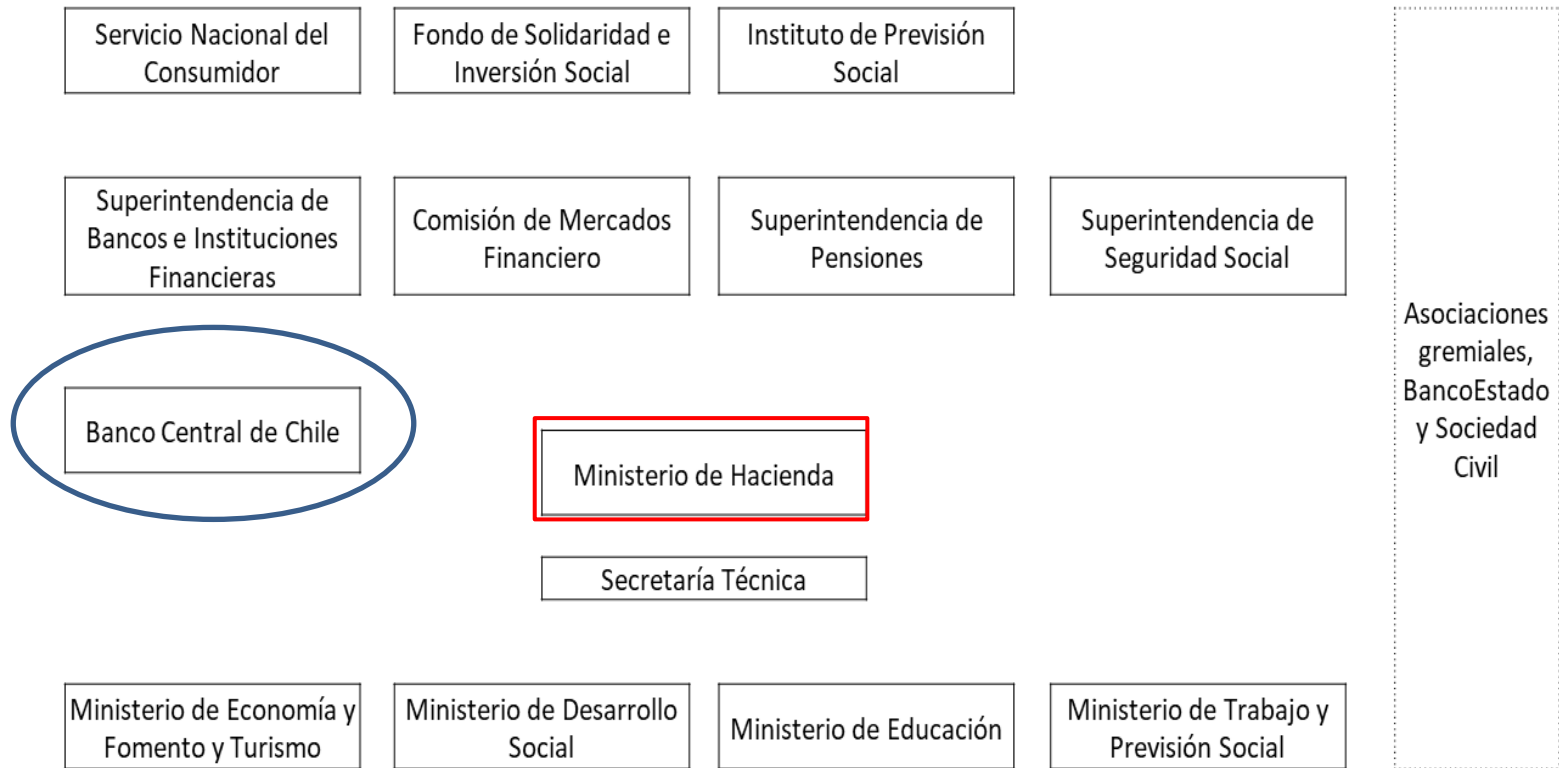 Servicio Nacional del
Consumidor
Fondo de Solidaridad e
Inversión Social
Instituto de Previsión
Social
Superintendencia de
Bancos e Instituciones
Financieras
Comisión de Mercados
Financiero
Superintendencia de
Pensiones
Superintendencia de
Seguridad Social
Banco Central de Chile
Ministerio de Hacienda
Secretaría Técnica
Ministerio de Economía y
Fomento y Turismo
Ministerio de Desarrollo
Social
Ministerio de Educación
Ministerio de Trabajo y
Previsión Social
Asociaciones
gremiales,
BancoEstado
y Sociedad
Civil